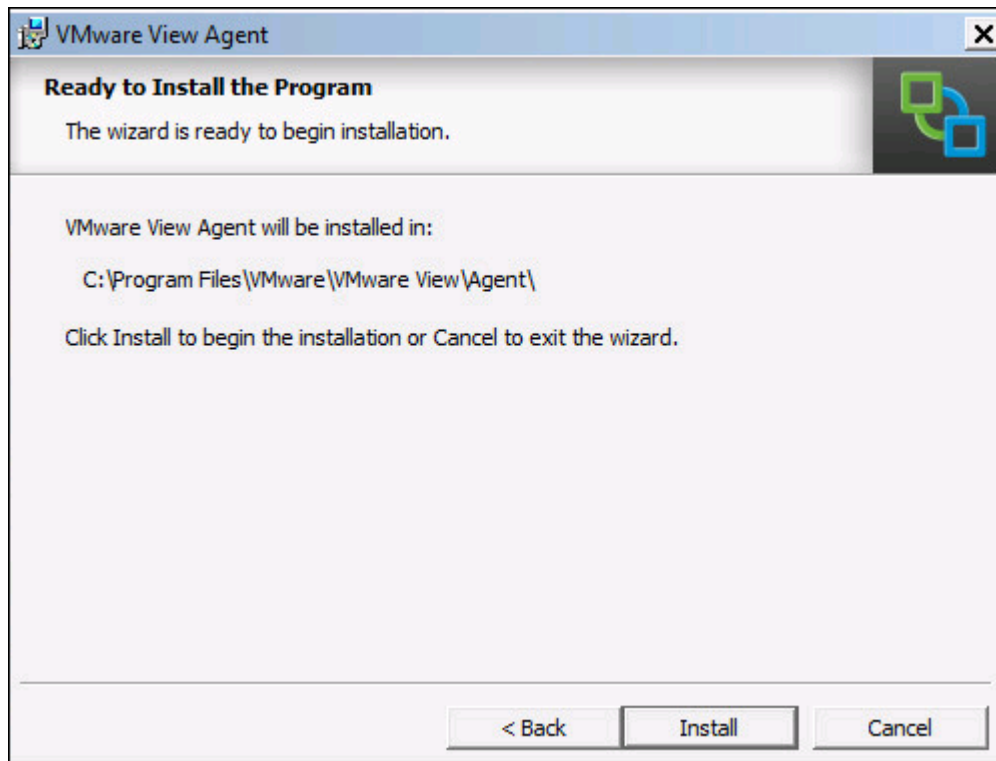 VMware View Agent
Ready to Install the Program
The wizard is ready to begin installation.
VMware View Agent will be installed in:
C:\Program Files\VMware\VMware View\Agent\
Click Install to begin the installation or Cancel to exit the wizard.
< Back Install Cancel